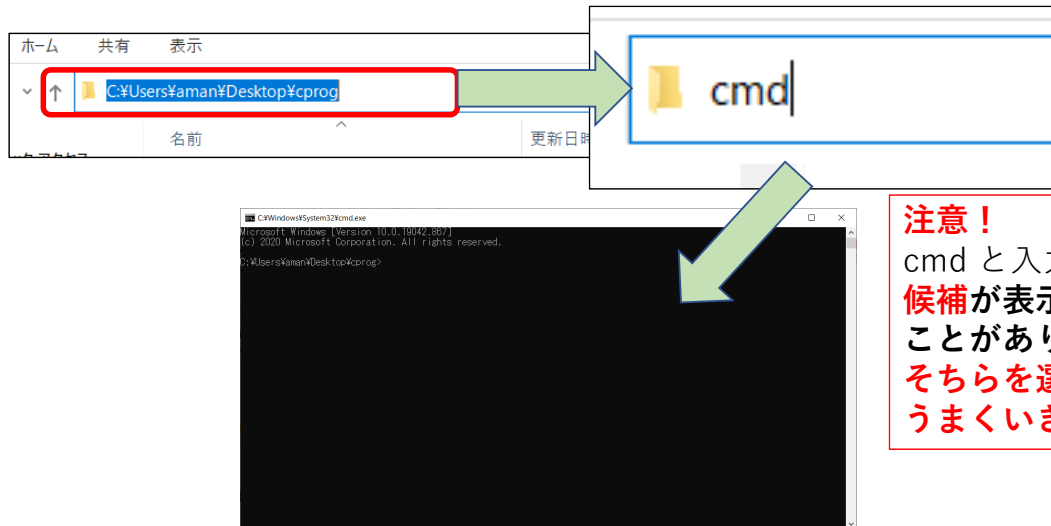 ホーム 共有 表示
C:¥Users¥aman¥Desktop¥cprog
名前 更新日
cmd
C:¥Windows¥System32¥cmd.exe
Microsoft Windows [Version 10.0.19042.867]
(c) 2020 Microsoft Corporation. All rights reserved.
C:¥Users¥aman¥Desktop¥cprog>
注意！
cmd と入
候補が表
ことがあ
そちらを
うまくいき